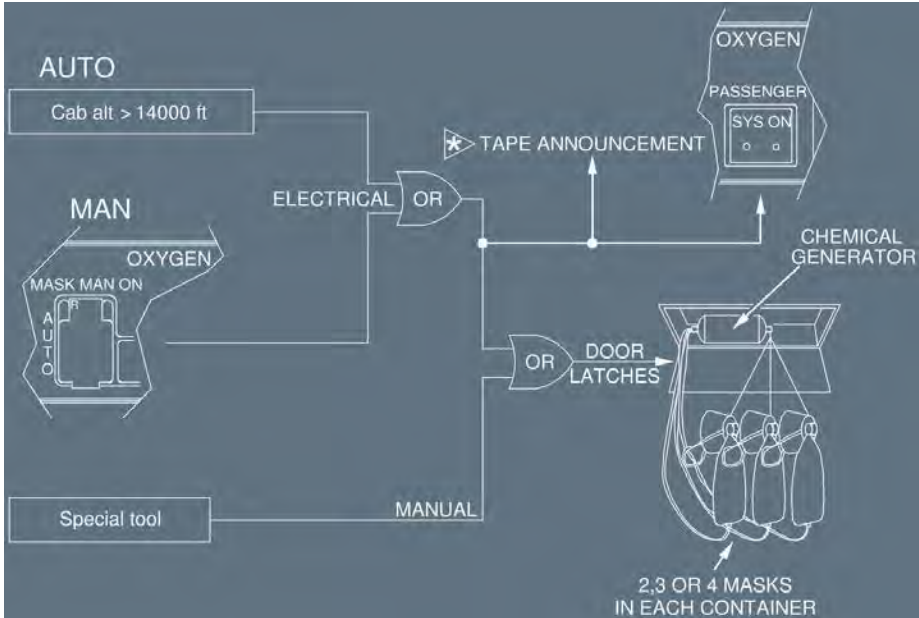 AUTO
Cab alt > 14000 ft
OXYGEN
PASSENGER
SYS ON
* TAPE ANNOUNCEMENT
ELECTRICAL
OR
MAN
OXYGEN
MASK MAN ON
R
AUTO
CHEMICAL
GENERATOR
OR
DOOR
LATCHES
Special tool
MANUAL
2,3 OR 4 MASKS
IN EACH CONTAINER